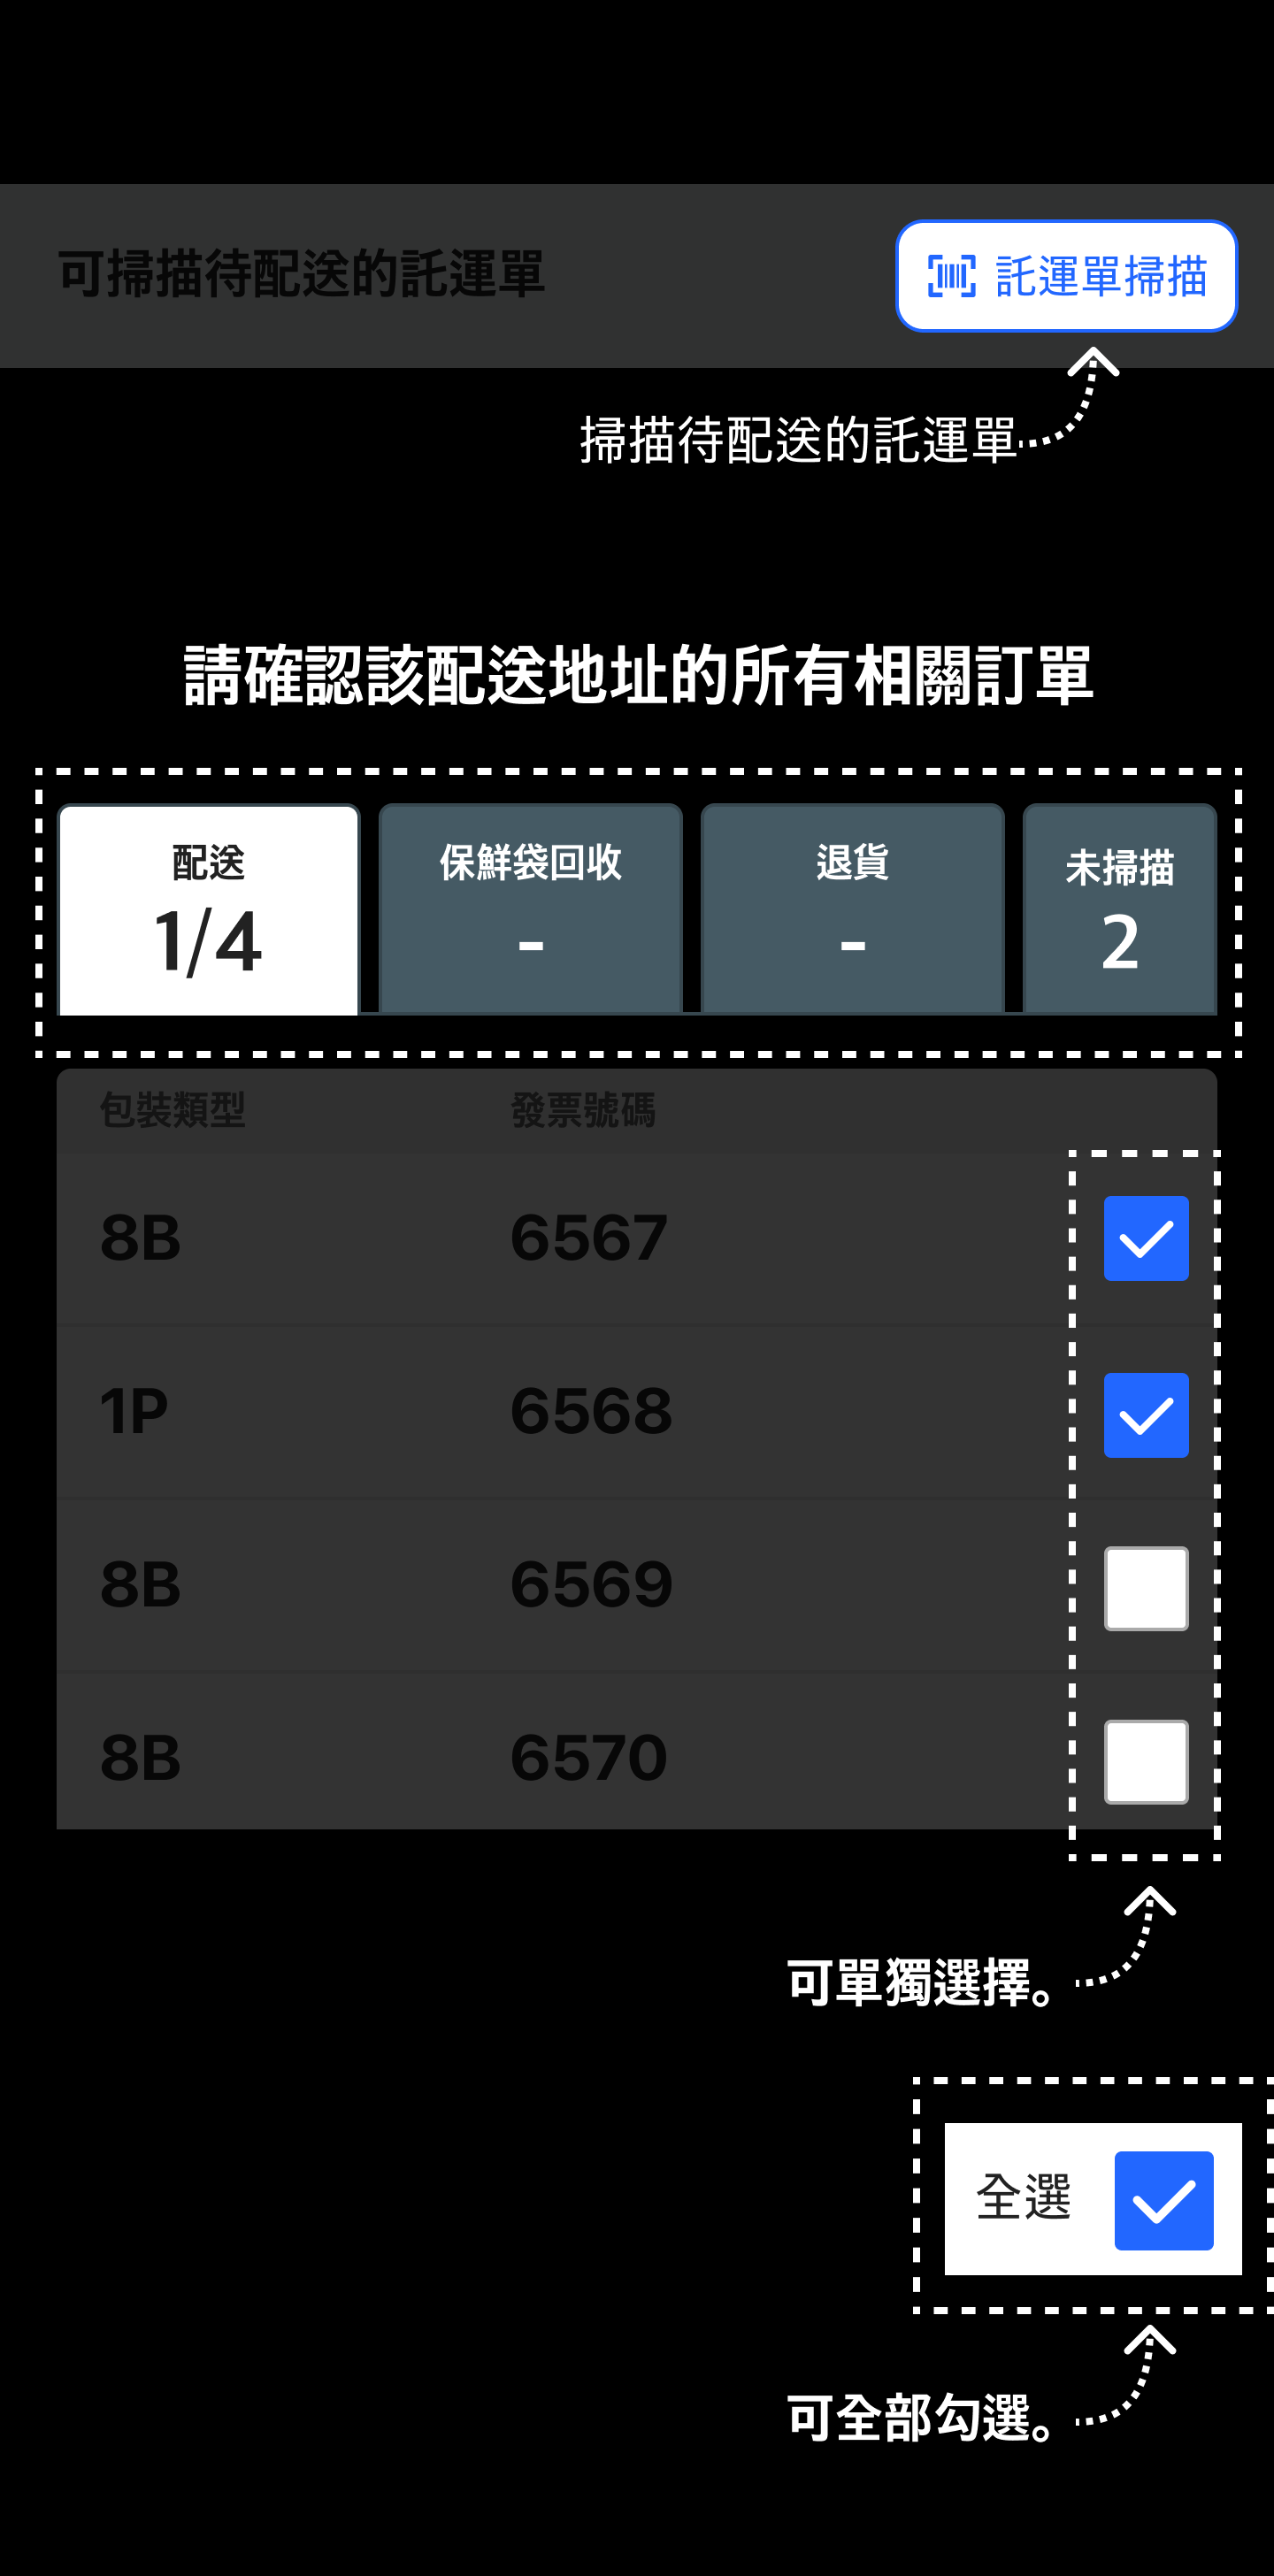 可掃描待配送的託運單
託運單掃描
掃描待配送的託運單
請確認該配送地址的所有相關訂單
配送
保鮮袋回收
退貨
未掃描
1/4
-
-
2
包裝類型
發票號碼
8B
6567
1P
6568
8B
6569
8B
6570
可單獨選擇。
全選
可全部勾選。